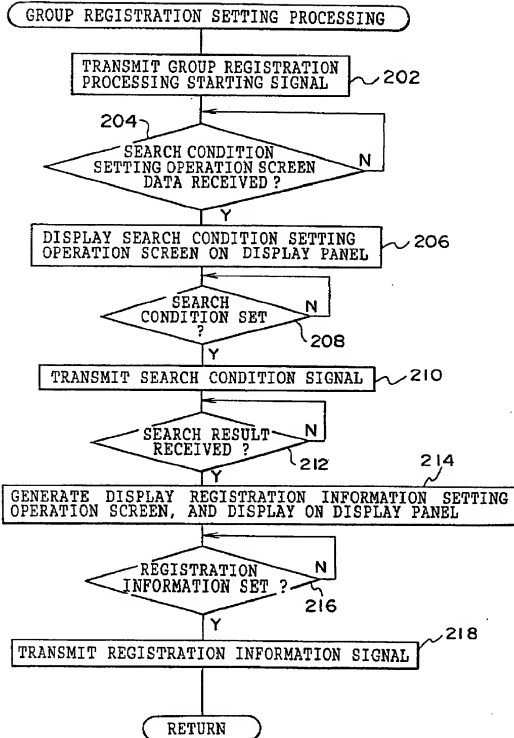 GROUP REGISTRATION SETTING PROCESSING
TRANSMIT GROUP REGISTRATION
PROCESSING STARTING SIGNAL
202
204
SEARCH CONDITION
SETTING OPERATION SCREEN
DATA RECEIVED ?
N
Y
DISPLAY SEARCH CONDITION SETTING
OPERATION SCREEN ON DISPLAY PANEL
206
SEARCH
CONDITION SET
?
N
208
Y
TRANSMIT SEARCH CONDITION SIGNAL
210
SEARCH RESULT
RECEIVED ?
N
212
Y
214
GENERATE DISPLAY REGISTRATION INFORMATION SETTING
OPERATION SCREEN, AND DISPLAY ON DISPLAY PANEL
REGISTRATION
INFORMATION SET ?
N
216
Y
TRANSMIT REGISTRATION INFORMATION SIGNAL
218
RETURN